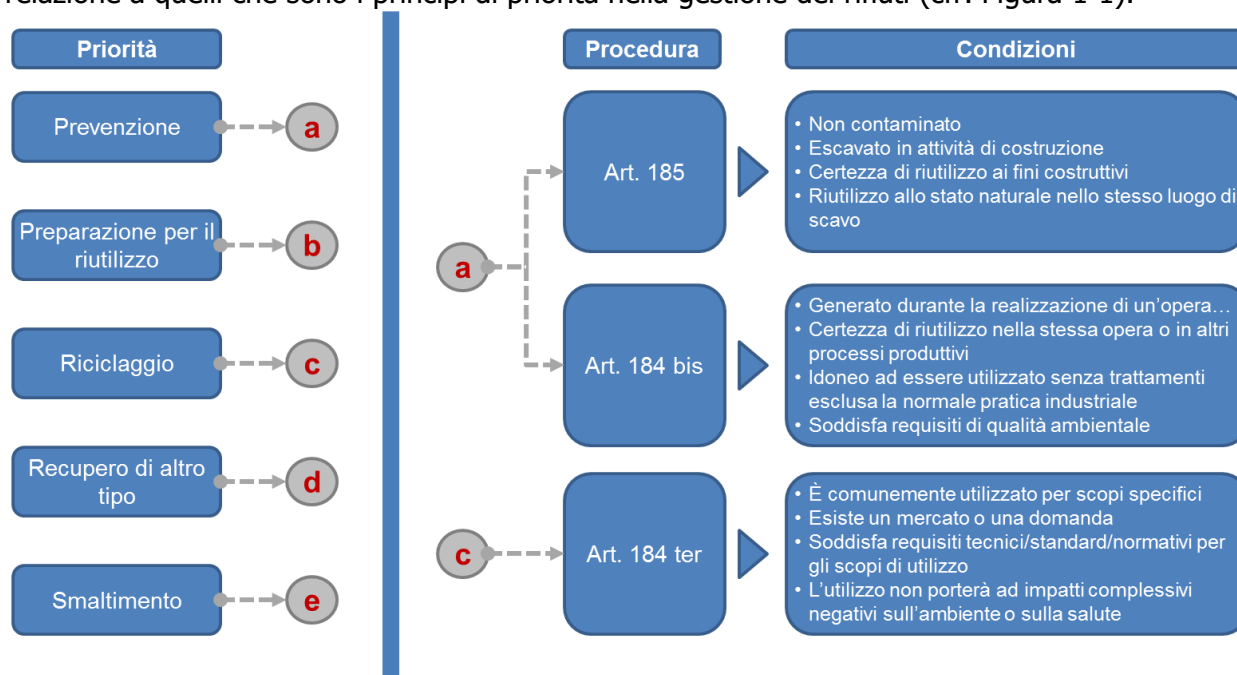 relazione a quelli che sono i principi di priorità nella gestione dei rifiuti (cfr. Figura 1-1).
Priorità
Prevenzione
a
Preparazione per il
riutilizzo
b
Riciclaggio
c
Recupero di altro
tipo
d
Smaltimento
e
Procedura
Condizioni
a
Art. 185
• Non contaminato
• Escavato in attività di costruzione
• Certezza di riutilizzo ai fini costruttivi
• Riutilizzo allo stato naturale nello stesso luogo di
scavo
Art. 184 bis
• Generato durante la realizzazione di un’opera…
• Certezza di riutilizzo nella stessa opera o in altri
processi produttivi
• Idoneo ad essere utilizzato senza trattamenti
esclusa la normale pratica industriale
• Soddisfa requisiti di qualità ambientale
c
Art. 184 ter
• È comunemente utilizzato per scopi specifici
• Esiste un mercato o una domanda
• Soddisfa requisiti tecnici/standard/normativi per
gli scopi di utilizzo
• L’utilizzo non porterà ad impatti complessivi
negativi sull’ambiente o sulla salute